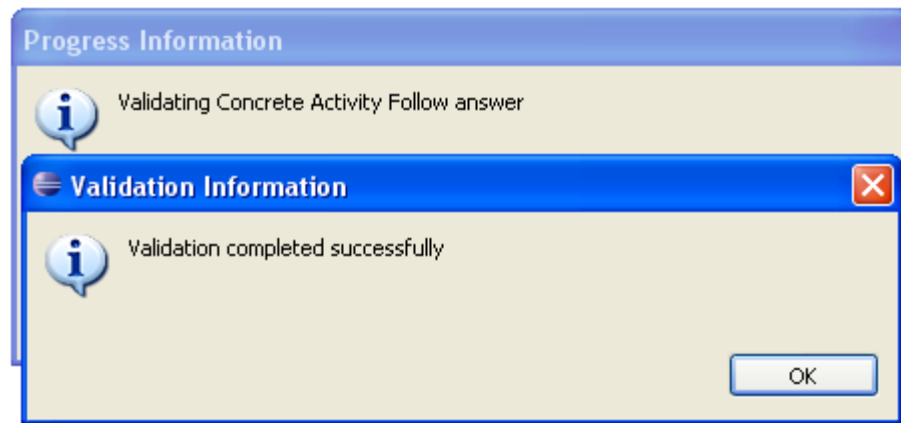 Progress Information
Validating Concrete Activity Follow answer
Validation Information
Validation completed successfully
OK